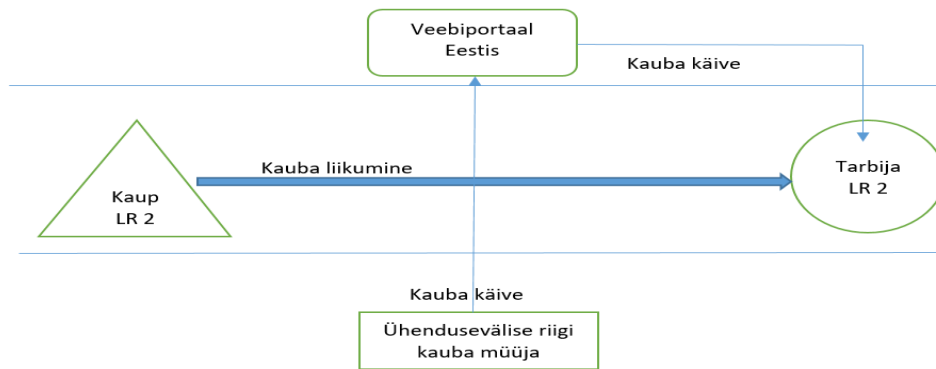 Veebiportaal
Eestis
Kauba käive
Kauba liikumine
Kaup
LR 2
Tarbija
LR 2
Kauba käive
Ühendusevälise riigi
kauba müüja